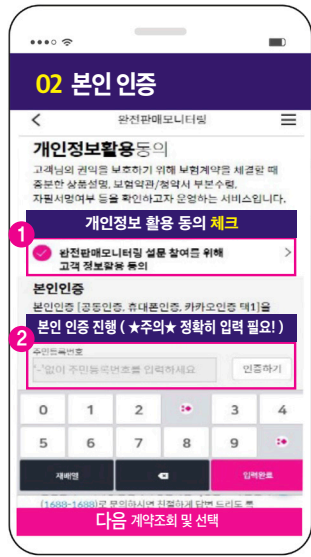 02 본인 인증
완전판매모니터링
개인정보활용동의
고객님의 권익을 보호하기 위해 보험계약을 체결할 때
충분한 상품설명, 보험약관/청약서 부본수령,
자필서명여부 등을 확인하고자 운영하는 서비스입니다.
개인정보 활용 동의 체크
1
완전판매모니터링 설문 참여를 위해
고객 정보활용 동의
본인인증
본인인증 [공동인증, 휴대폰인증, 카카오인증 택1]을
본인 인증 진행 ( ★주의★ 정확히 입력 필요! )
2
주민등록번호
'-'없이 주민등록번호를 입력하세요
인증하기
0 1 2 3 4
5 6 7 8 9
재배열
입력완료
(1688-1688)로 문의하시면 친절하게 답변 드리도록
다음 계약조회 및 선택